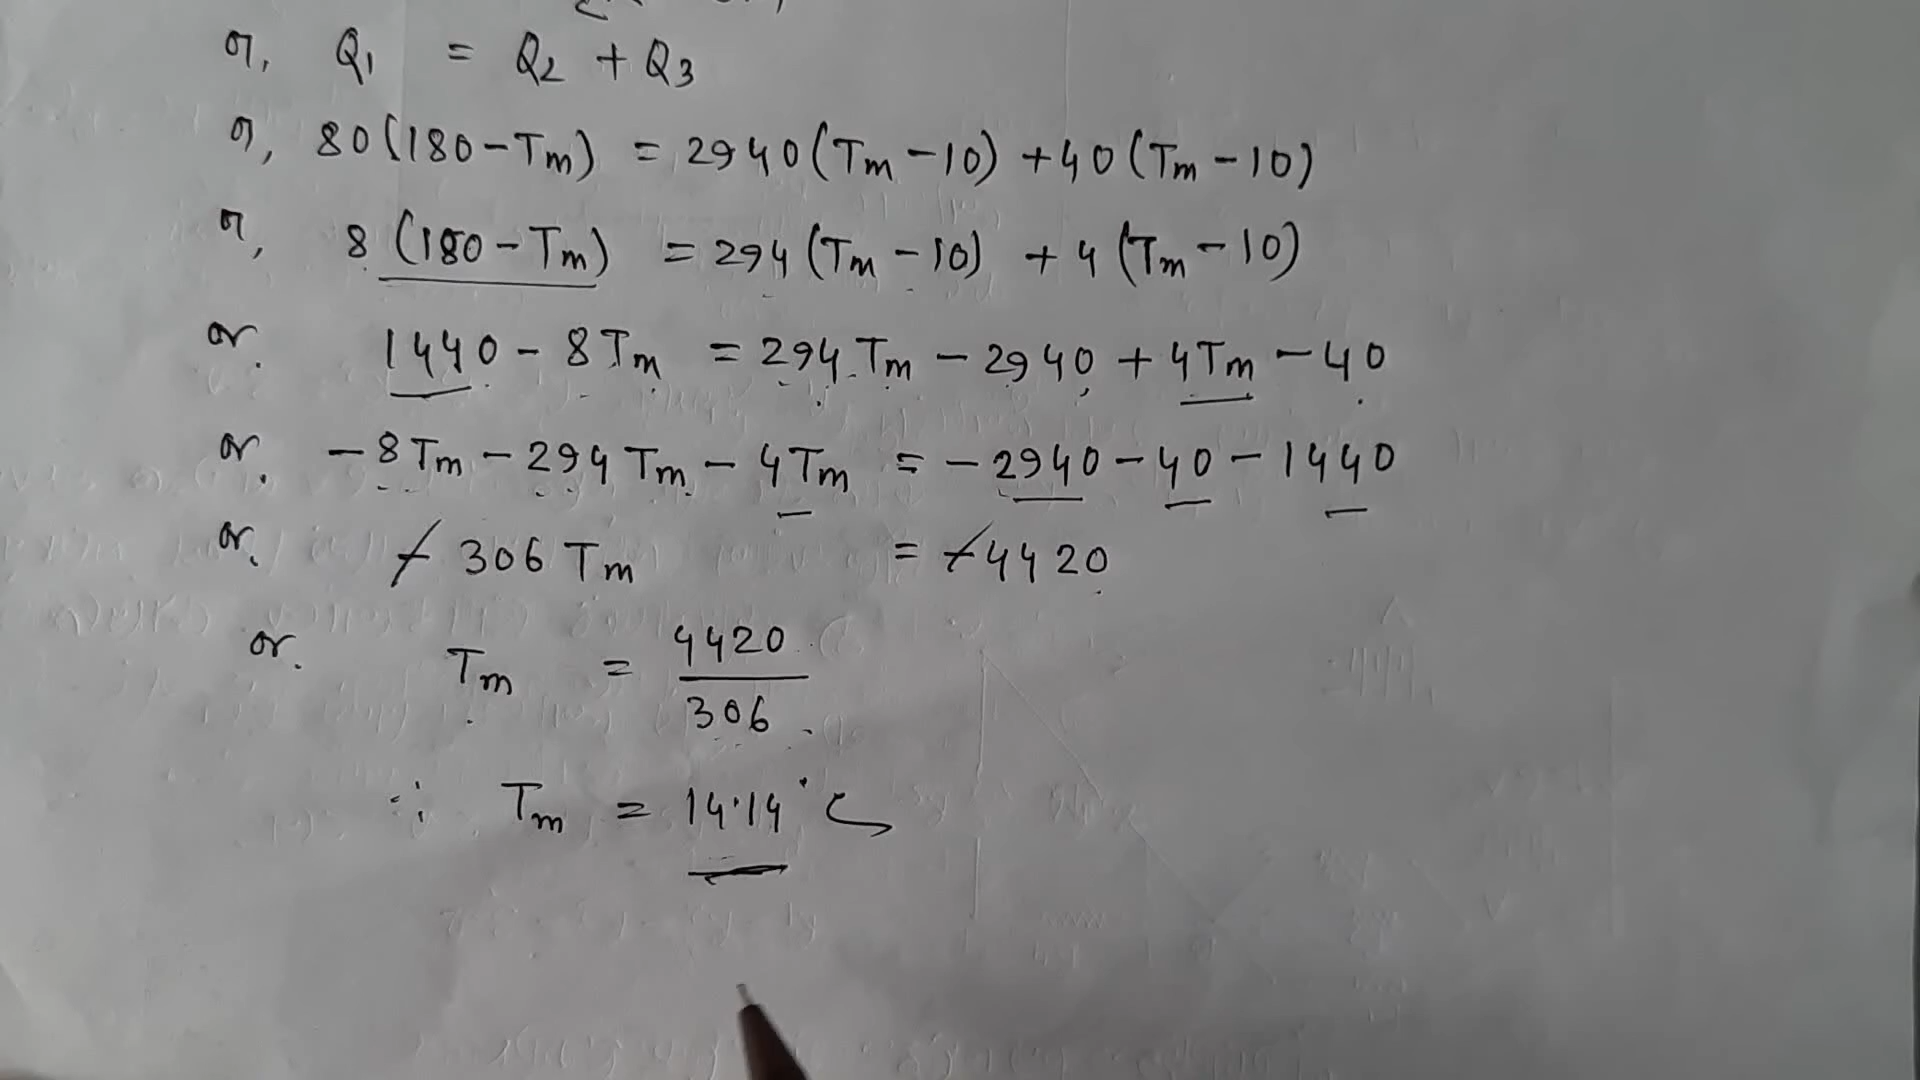 or, Q₁ = Q₂ + Q₃
or, 80(180-Tm) = 2940(Tm-10) + 40(Tm-10)
or, 8(180-Tm) = 294(Tm-10) + 4(Tm-10)
or. 1440 - 8Tm = 294Tm - 2940 + 4Tm - 40
or. -8Tm - 294Tm - 4Tm = -2940 - 40 - 1440
or. - 306 Tm = -4420
or. Tm = 4420/306
∴ Tm = 14.14°C